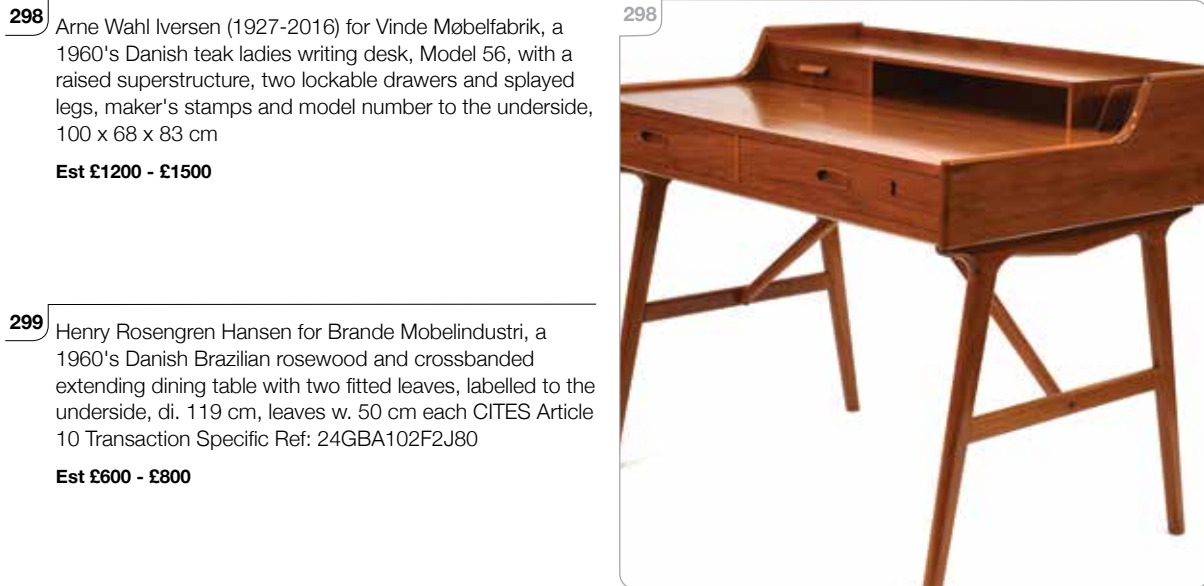 298
Arne Wahl Iversen (1927-2016) for Vinde Møbelfabrik, a
1960's Danish teak ladies writing desk, Model 56, with a
raised superstructure, two lockable drawers and splayed
legs, maker's stamps and model number to the underside,
100 x 68 x 83 cm
Est £1200 - £1500
299
Henry Rosengren Hansen for Brande Mobelindustri, a
1960's Danish Brazilian rosewood and crossbanded
extending dining table with two fitted leaves, labelled to the
underside, di. 119 cm, leaves w. 50 cm each CITES Article
10 Transaction Specific Ref: 24GBA102F2J80
Est £600 - £800
298